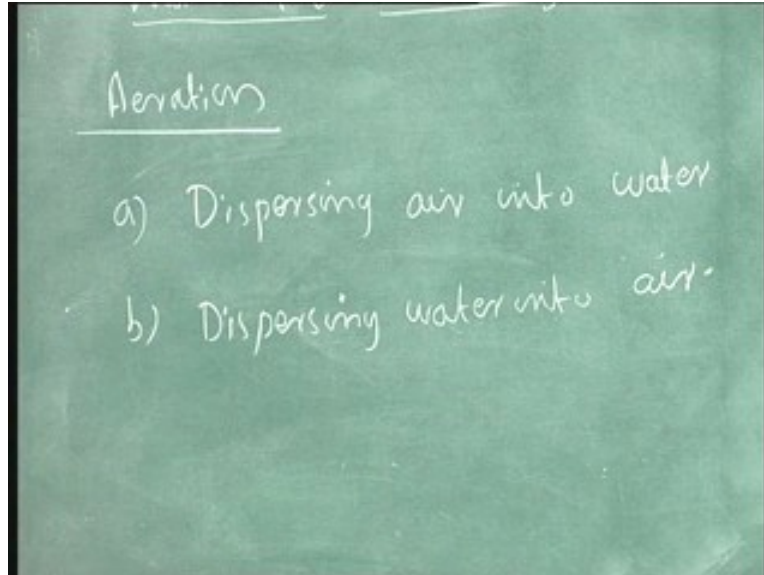 Aeration
a) Dispersing air into water
b) Dispersing water into air.